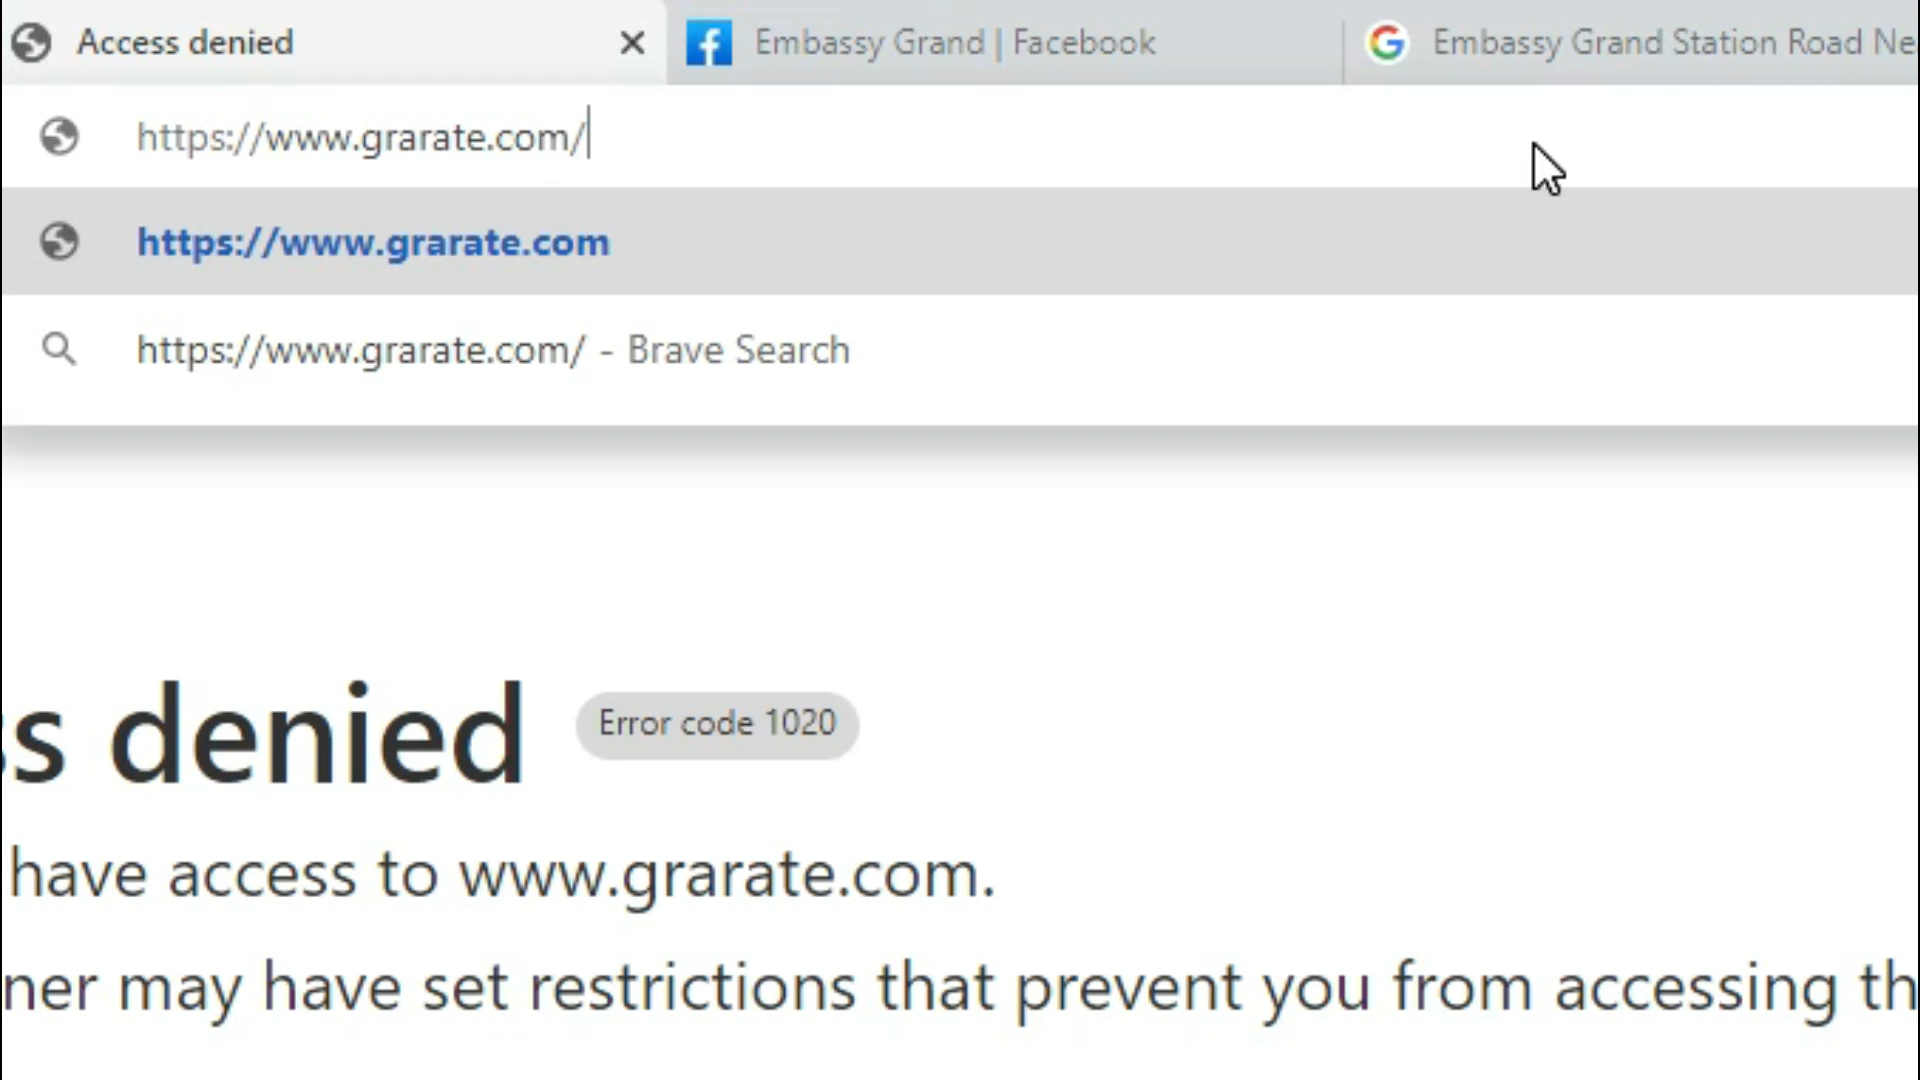 Access denied
Embassy Grand | Facebook
Embassy Grand Station Road Ne
https://www.grarate.com/
https://www.grarate.com
https://www.grarate.com/ - Brave Search
s denied
Error code 1020
have access to www.grarate.com.
ner may have set restrictions that prevent you from accessing th